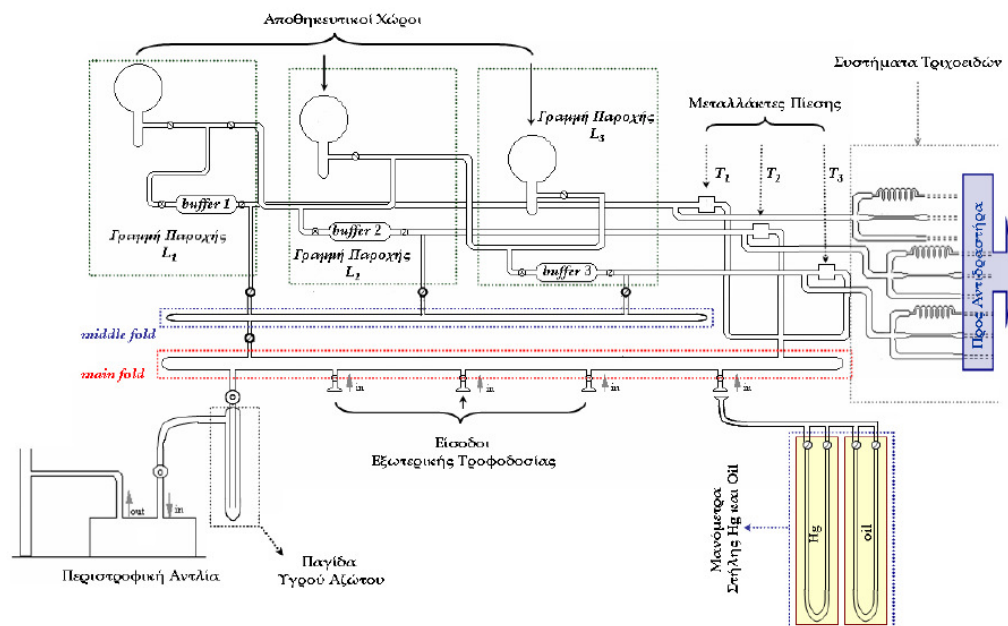 Αποθηκευτικοί Χώροι
Συστήματα Τριχοειδών
Μεταλλάκτες Πίεσης
Γραμμή Παροχής
L₃
T₁
T₂
T₃
buffer 1
buffer 2
buffer 3
Γραμμή Παροχής
L₁
Γραμμή Παροχής
L₂
Προς Αντιδραστήρα
middle fold
main fold
in
in
in
in
Είσοδοι
Εξωτερικής Τροφοδοσίας
out
in
Περιστροφική Αντλία
Παγίδα
Υγρού Αζώτου
Μανόμετρα
Στήλης Hg και Oil
Hg
oil